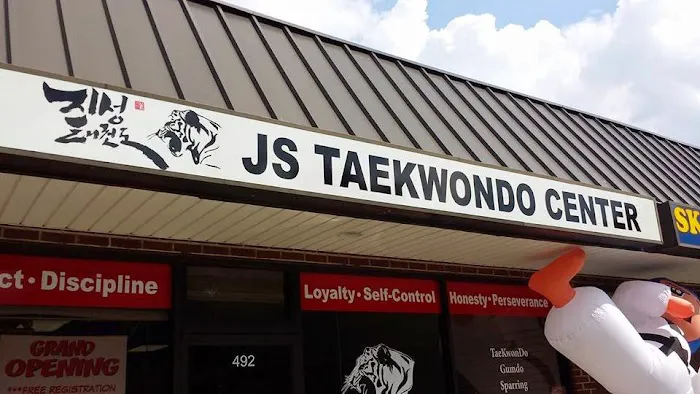 지성
태권도
JS TAEKWONDO CENTER
SK
ct • Discipline
Loyalty • Self-Control
Honesty • Perseverance
GRAND
OPENING
***FREE REGISTRATION
492
TaeKwonDo
Gumdo
Sparring